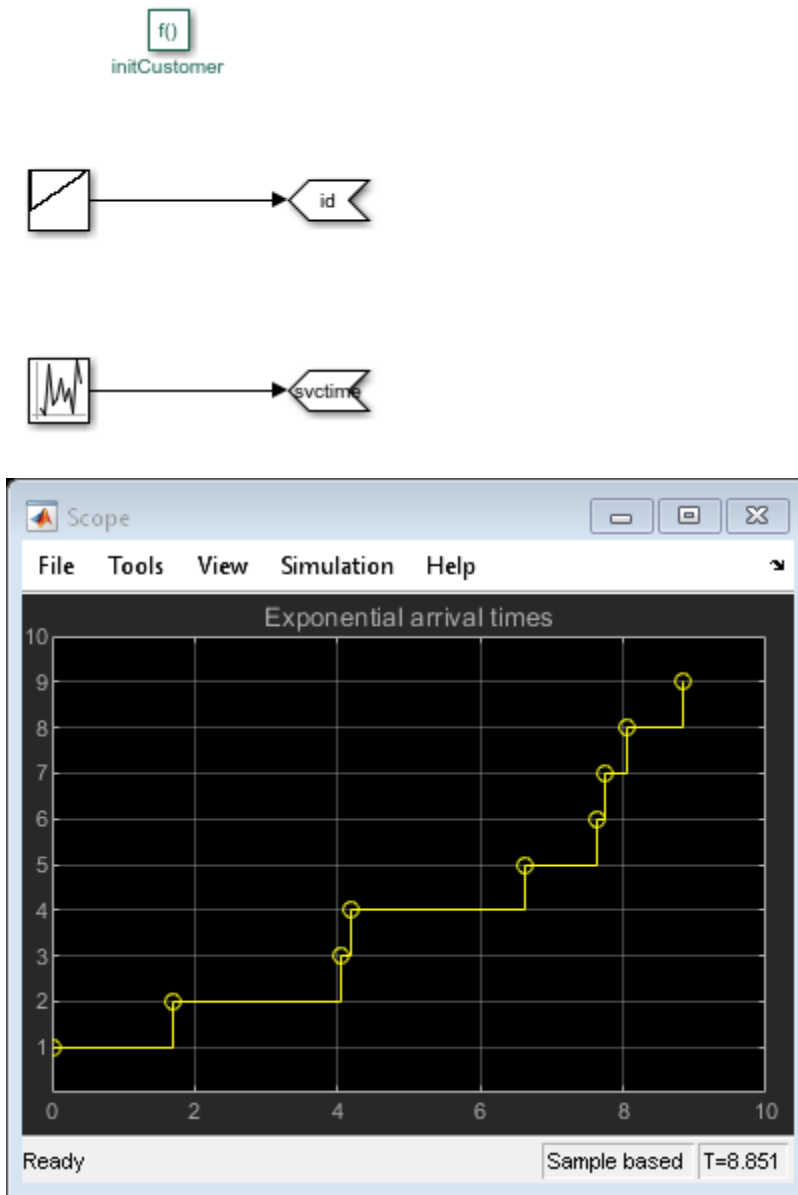 f()
initCustomer
id
svctime
Scope
File Tools View Simulation Help
Exponential arrival times
10
9
8
7
6
5
4
3
2
1
0 2 4 6 8 10
Ready Sample based T=8.851